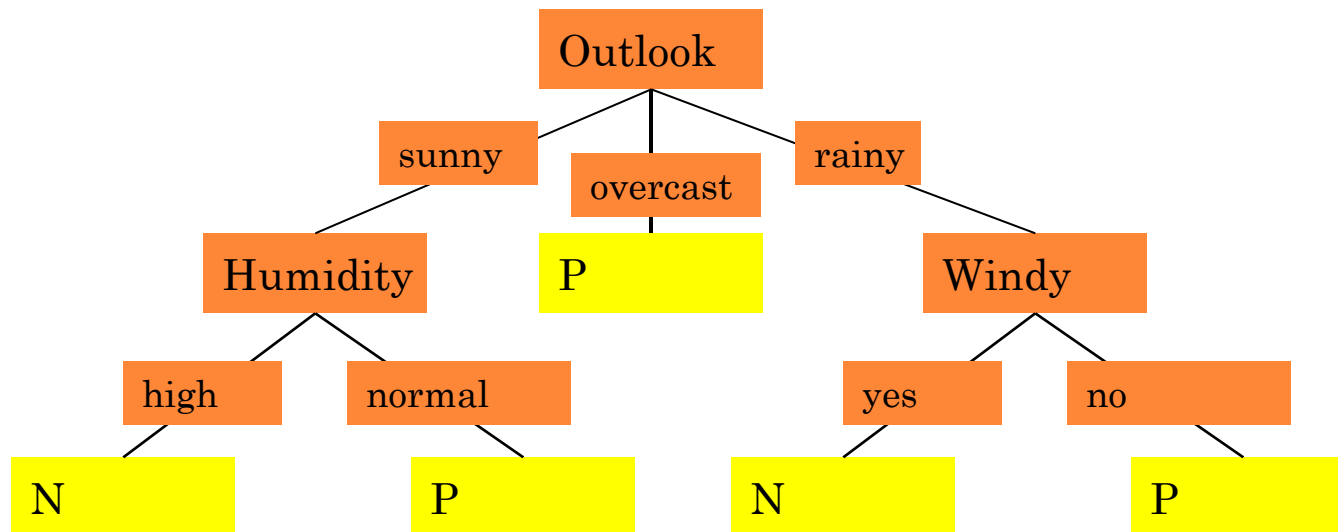 Outlook
sunny
overcast
rainy
Humidity
P
Windy
high
normal
yes
no
N
P
N
P